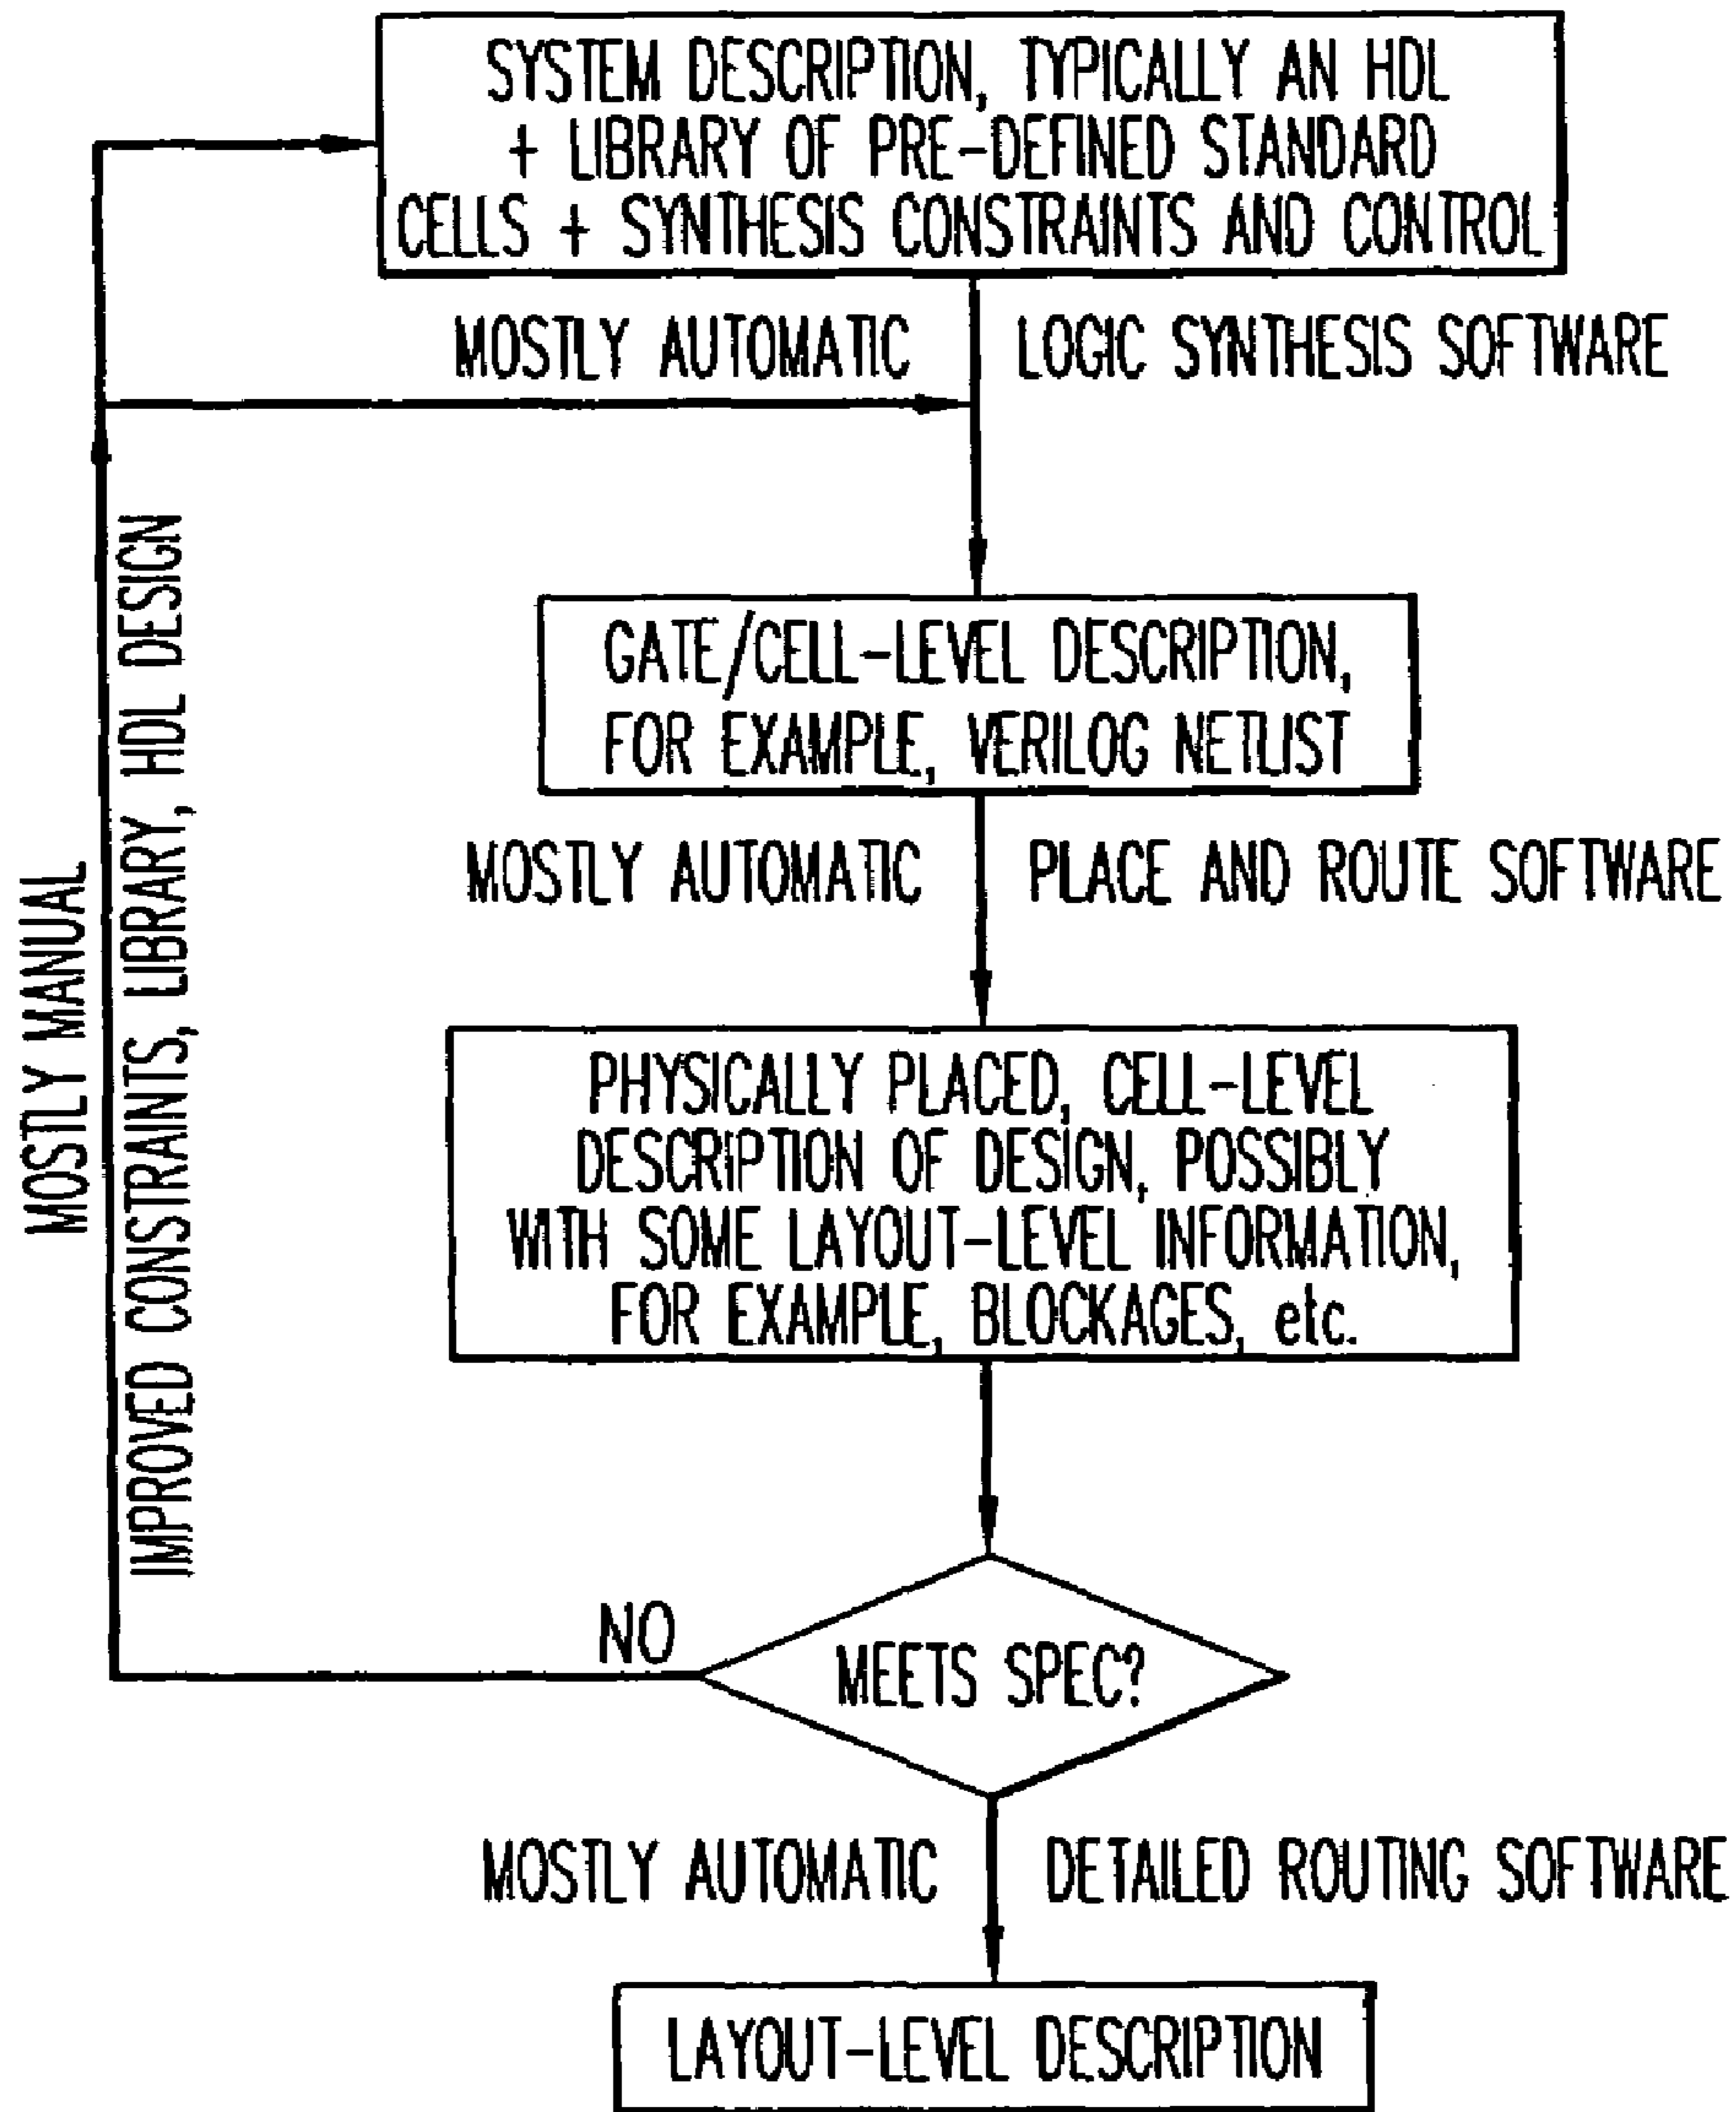 SYSTEM DESCRIPTION, TYPICALLY AN HDL
+ LIBRARY OF PRE-DEFINED STANDARD
CELLS + SYNTHESIS CONSTRAINTS AND CONTROL
MOSTLY AUTOMATIC
LOGIC SYNTHESIS SOFTWARE
GATE/CELL-LEVEL DESCRIPTION,
FOR EXAMPLE, VERILOG NETLIST
MOSTLY AUTOMATIC
PLACE AND ROUTE SOFTWARE
MOSTLY MANUAL
IMPROVED CONSTRAINTS, LIBRARY, HDL DESIGN
PHYSICALLY PLACED, CELL-LEVEL
DESCRIPTION OF DESIGN, POSSIBLY
WITH SOME LAYOUT-LEVEL INFORMATION,
FOR EXAMPLE, BLOCKAGES, etc.
NO
MEETS SPEC?
MOSTLY AUTOMATIC
DETAILED ROUTING SOFTWARE
LAYOUT-LEVEL DESCRIPTION